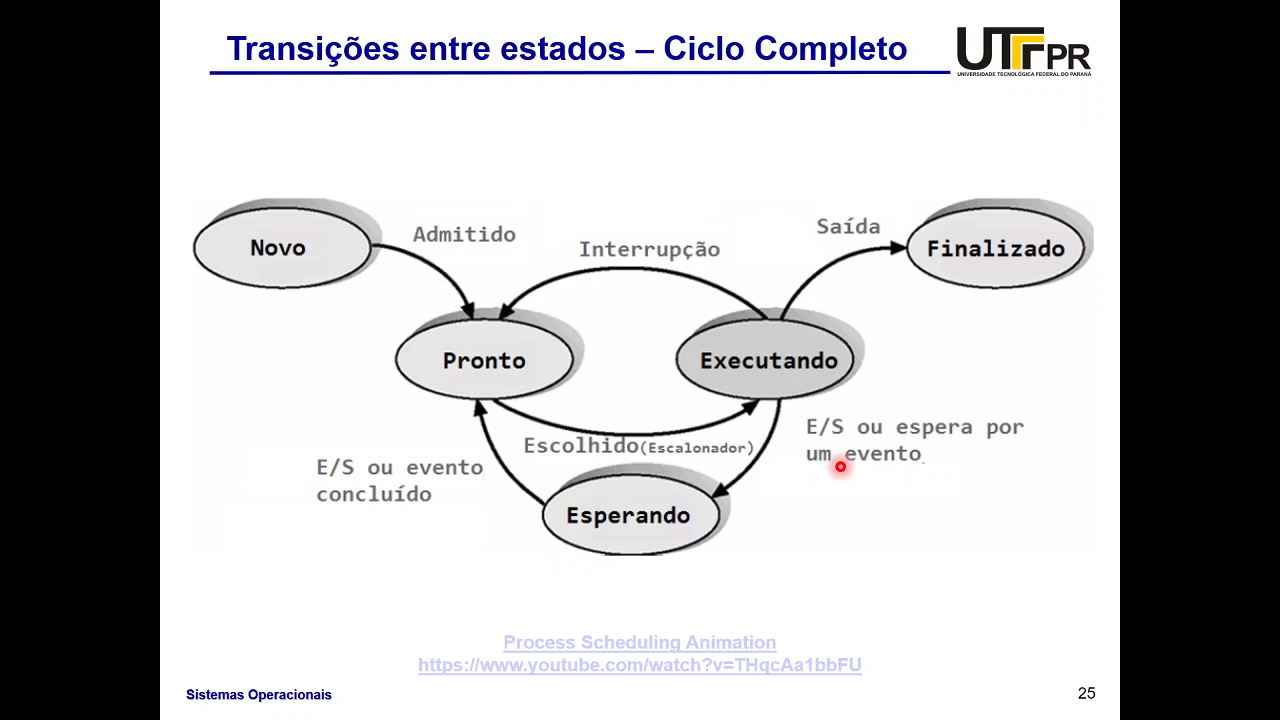 Transições entre estados – Ciclo Completo
UTFPR
UNIVERSIDADE TECNOLÓGICA FEDERAL DO PARANÁ
Novo
Admitido
Interrupção
Saída
Finalizado
Pronto
Executando
Escolhido(Escalonador)
E/S ou espera por
um evento
E/S ou evento
concluído
Esperando
Process Scheduling Animation
https://www.youtube.com/watch?v=THqcAa1bbFU
Sistemas Operacionais
25